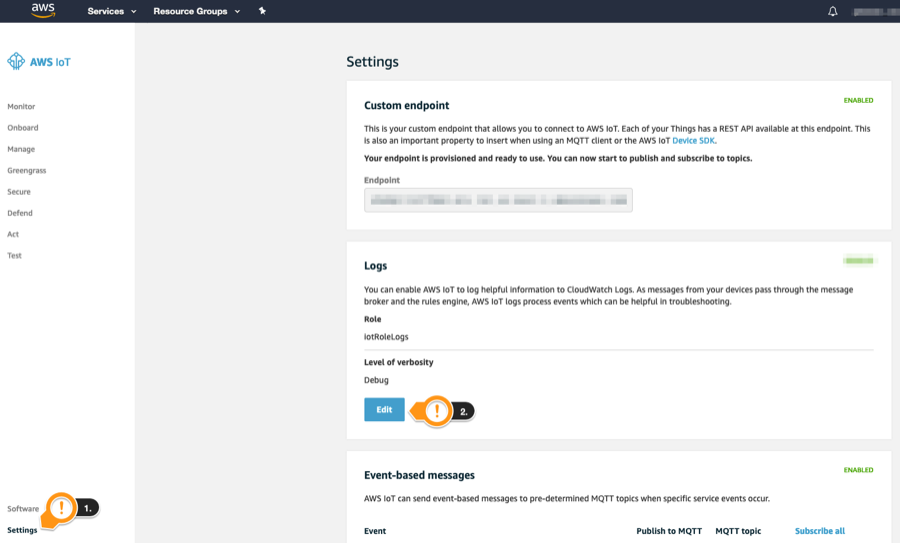 aws
Services
Resource Groups
AWS IoT
Monitor
Onboard
Manage
Greengrass
Secure
Defend
Act
Test
Software
! 1.
Settings
Settings
Custom endpoint
ENABLED
This is your custom endpoint that allows you to connect to AWS IoT. Each of your Things has a REST API available at this endpoint. This
is also an important property to insert when using an MQTT client or the AWS IoT Device SDK.
Your endpoint is provisioned and ready to use. You can now start to publish and subscribe to topics.
Endpoint
Logs
You can enable AWS IoT to log helpful information to CloudWatch Logs. As messages from your devices pass through the message
broker and the rules engine, AWS IoT logs process events which can be helpful in troubleshooting.
Role
iotRoleLogs
Level of verbosity
Debug
Edit
! 2.
Event-based messages
ENABLED
AWS IoT can send event-based messages to pre-determined MQTT topics when specific service events occur.
Event Publish to MQTT MQTT topic Subscribe all